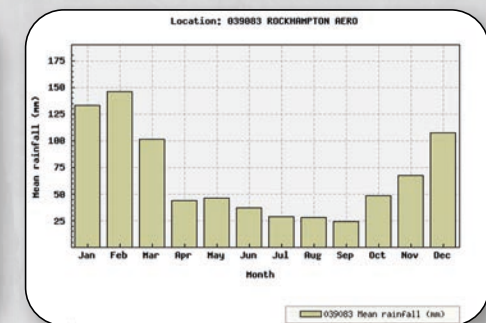 Location: 039083 ROCKHAMPTON AERO
Mean rainfall (mm)
175
150
125
100
75
50
25
Jan Feb Mar Apr May Jun Jul Aug Sep Oct Nov Dec
Month
039083 Mean rainfall (mm)